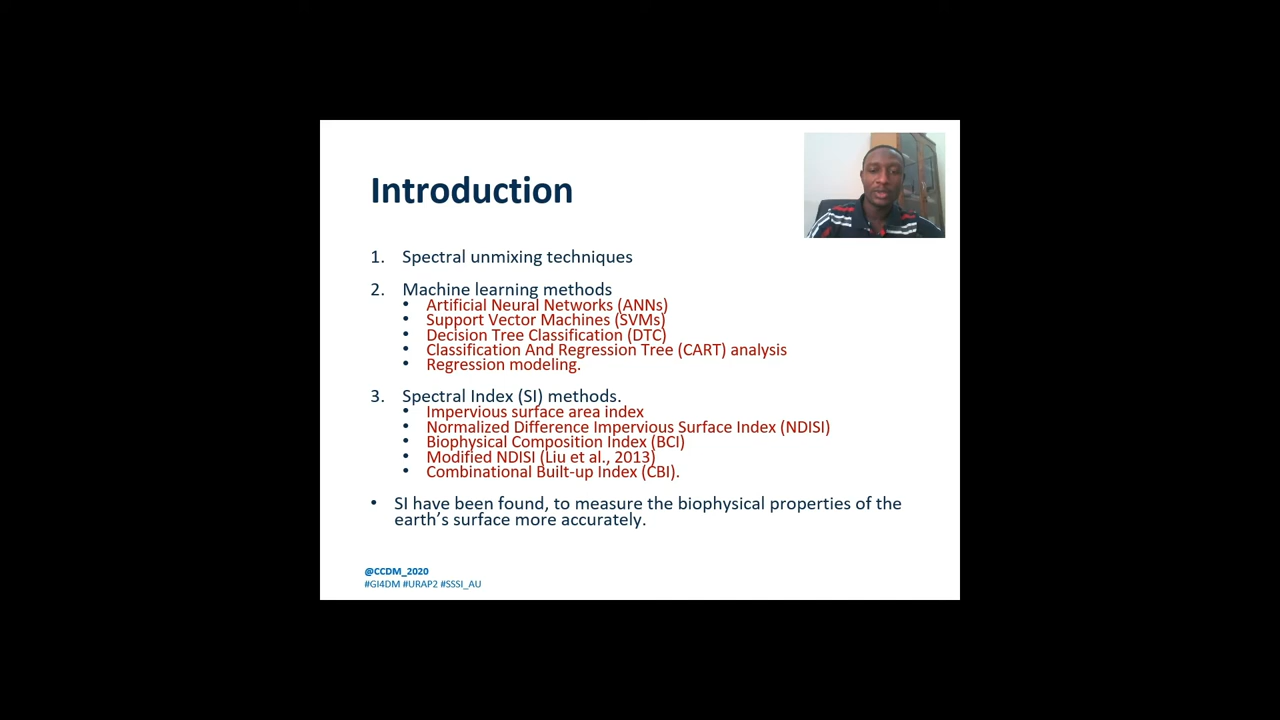 Introduction
1. Spectral unmixing techniques
2. Machine learning methods
• Artificial Neural Networks (ANNs)
• Support Vector Machines (SVMs)
• Decision Tree Classification (DTC)
• Classification And Regression Tree (CART) analysis
• Regression modeling.
3. Spectral Index (SI) methods.
• Impervious surface area index
• Normalized Difference Impervious Surface Index (NDISI)
• Biophysical Composition Index (BCI)
• Modified NDISI (Liu et al., 2013)
• Combinational Built-up Index (CBI).
• SI have been found, to measure the biophysical properties of the
earth’s surface more accurately.
@CCDM_2020
#GI4DM #URAP2 #SSSI_AU